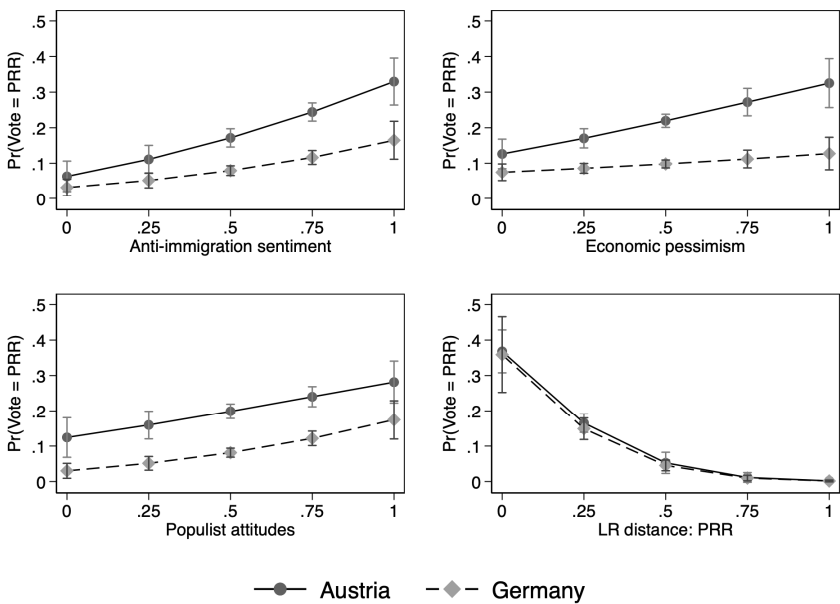 .5
.4
.3
.2
.1
0
Pr(Vote = PRR)
0 .25 .5 .75 1
Anti-immigration sentiment
.5
.4
.3
.2
.1
0
Pr(Vote = PRR)
0 .25 .5 .75 1
Economic pessimism
.5
.4
.3
.2
.1
0
Pr(Vote = PRR)
0 .25 .5 .75 1
Populist attitudes
.5
.4
.3
.2
.1
0
Pr(Vote = PRR)
0 .25 .5 .75 1
LR distance: PRR
Austria Germany